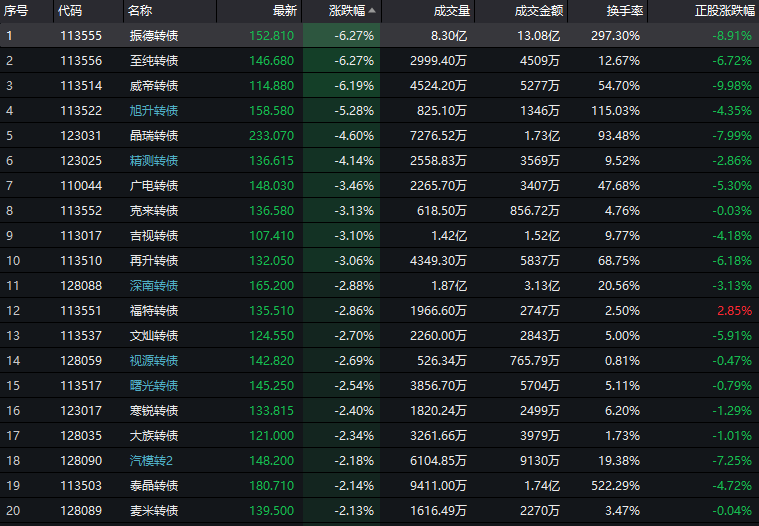 序号 代码 名称 最新 涨跌幅 成交量 成交金额 换手率 正股涨跌幅
1 113555 振德转债 152.810 -6.27% 8.30亿 13.08亿 297.30% -8.91%
2 113556 至纯转债 146.680 -6.27% 2999.40万 4509万 12.67% -6.72%
3 113514 威帝转债 114.880 -6.19% 4524.20万 5277万 54.70% -9.98%
4 113522 旭升转债 158.580 -5.28% 825.10万 1346万 115.03% -4.35%
5 123031 晶瑞转债 233.070 -4.60% 7276.52万 1.73亿 93.48% -7.99%
6 123025 精测转债 136.615 -4.14% 2558.83万 3569万 9.52% -2.86%
7 110044 广电转债 148.030 -3.46% 2265.70万 3407万 47.68% -5.30%
8 113552 克来转债 136.580 -3.13% 618.50万 856.72万 4.76% -0.03%
9 113017 吉视转债 107.410 -3.10% 1.42亿 1.52亿 9.77% -4.18%
10 113510 再升转债 132.050 -3.06% 4349.30万 5837万 68.75% -6.18%
11 128088 深南转债 165.200 -2.88% 1.87亿 3.13亿 20.56% -3.13%
12 113551 福特转债 135.510 -2.86% 1966.60万 2747万 2.50% 2.85%
13 113537 文灿转债 124.550 -2.70% 2260.00万 2843万 5.00% -5.91%
14 128059 视源转债 142.820 -2.69% 526.34万 765.79万 0.81% -0.47%
15 113517 曙光转债 145.250 -2.54% 3856.70万 5704万 5.11% -0.79%
16 123017 寒锐转债 133.815 -2.40% 1820.24万 2499万 6.20% -1.29%
17 128035 大族转债 121.000 -2.34% 3261.66万 3979万 1.73% -1.01%
18 128090 汽模转2 148.200 -2.18% 6104.85万 9130万 19.38% -7.25%
19 113503 泰晶转债 180.710 -2.14% 9411.00万 1.74亿 522.29% -4.72%
20 128089 麦米转债 139.500 -2.13% 1616.49万 2270万 3.47% -0.04%